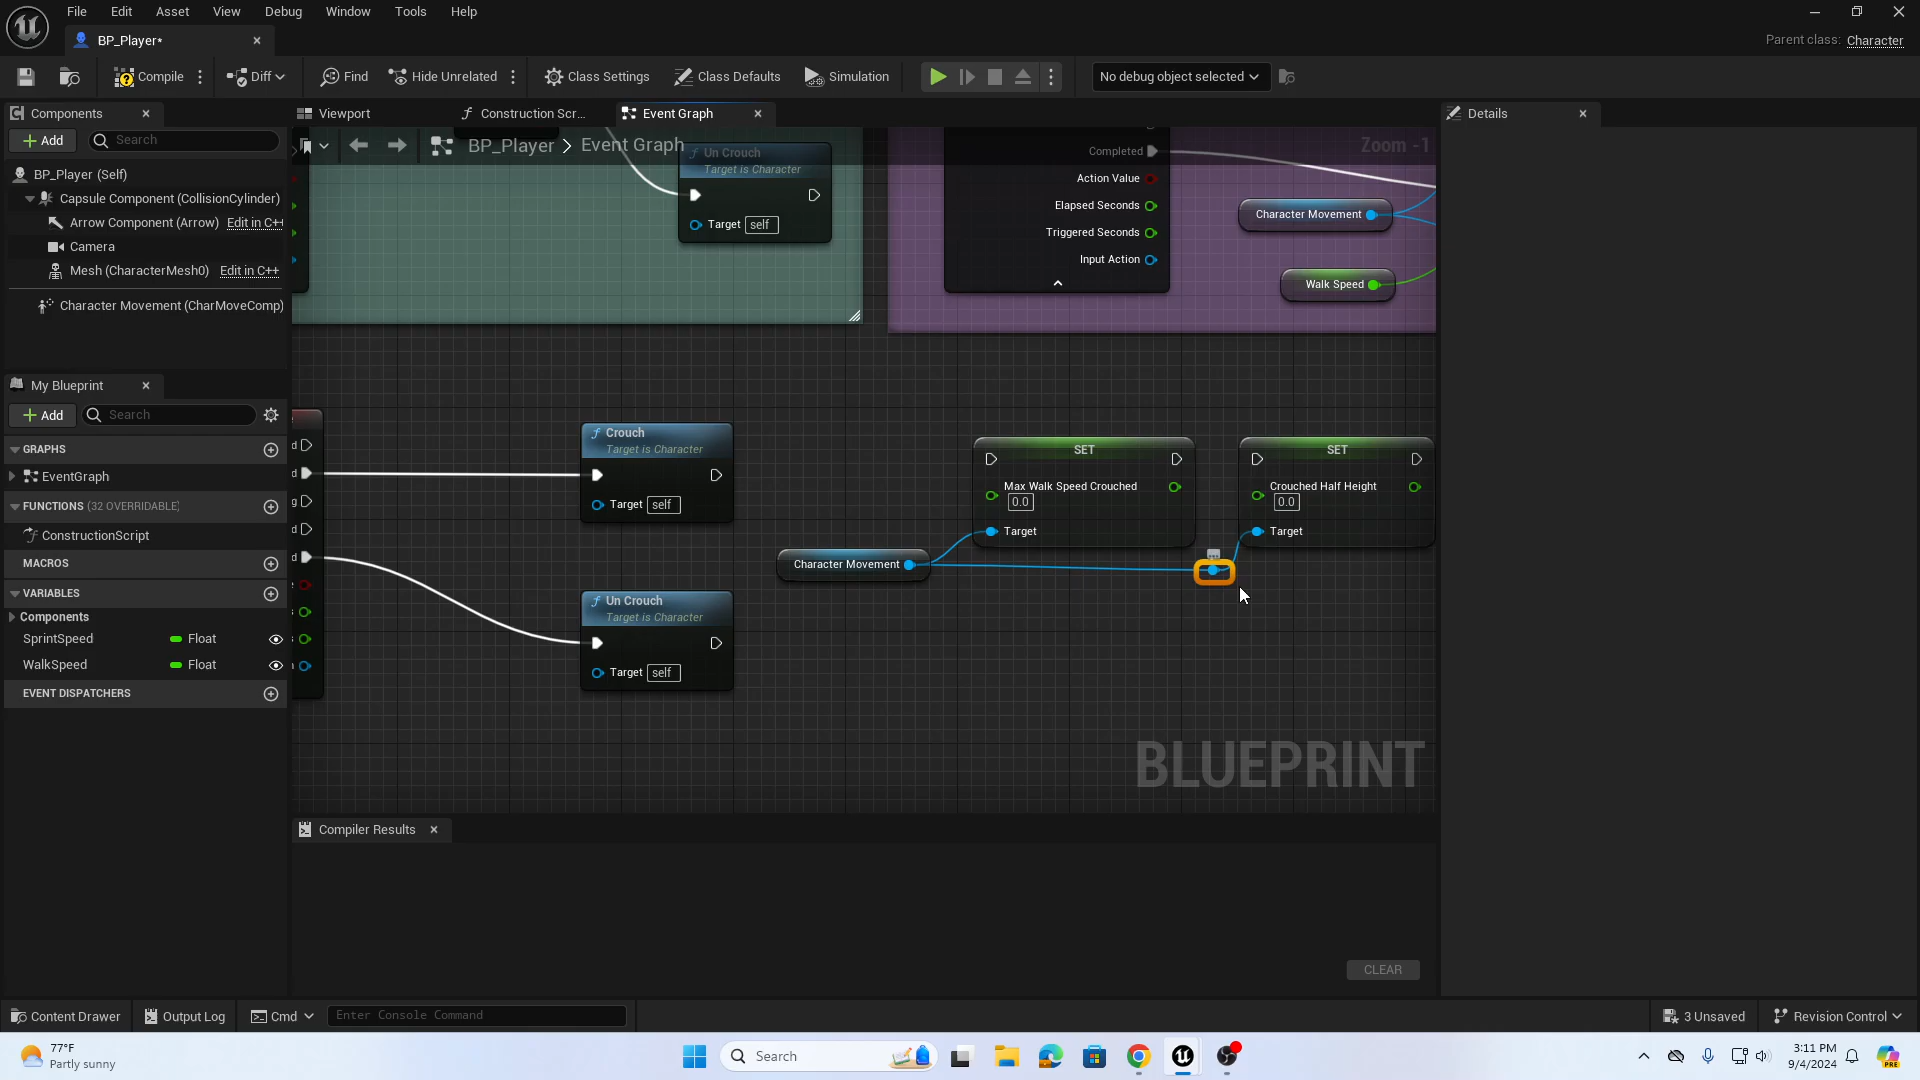 File Edit Asset View Debug Window Tools Help
BP_Player*
Parent class: Character
Compile Diff Find Hide Unrelated Class Settings Class Defaults Simulation No debug object selected
Components
Viewport Construction Scr... Event Graph Details
Add Search
BP_Player > Event Graph
Zoom -1
BP_Player (Self)
Capsule Component (CollisionCylinder)
Arrow Component (Arrow) Edit in C++
Camera
Mesh (CharacterMesh0) Edit in C++
Character Movement (CharMoveComp)
Un Crouch
Target is Character
Target self
Completed
Action Value
Elapsed Seconds
Triggered Seconds
Input Action
Character Movement
Walk Speed
My Blueprint
Add Search
GRAPHS
EventGraph
FUNCTIONS (32 OVERRIDABLE)
ConstructionScript
MACROS
VARIABLES
Components
SprintSpeed Float
WalkSpeed Float
EVENT DISPATCHERS
Crouch
Target is Character
Target self
Un Crouch
Target is Character
Target self
Character Movement
SET
Max Walk Speed Crouched
0.0
Target
SET
Crouched Half Height
0.0
Target
BLUEPRINT
Compiler Results
CLEAR
Content Drawer Output Log Cmd Enter Console Command 3 Unsaved Revision Control
77°F
Partly sunny
Search
3:11 PM
9/4/2024
PRE